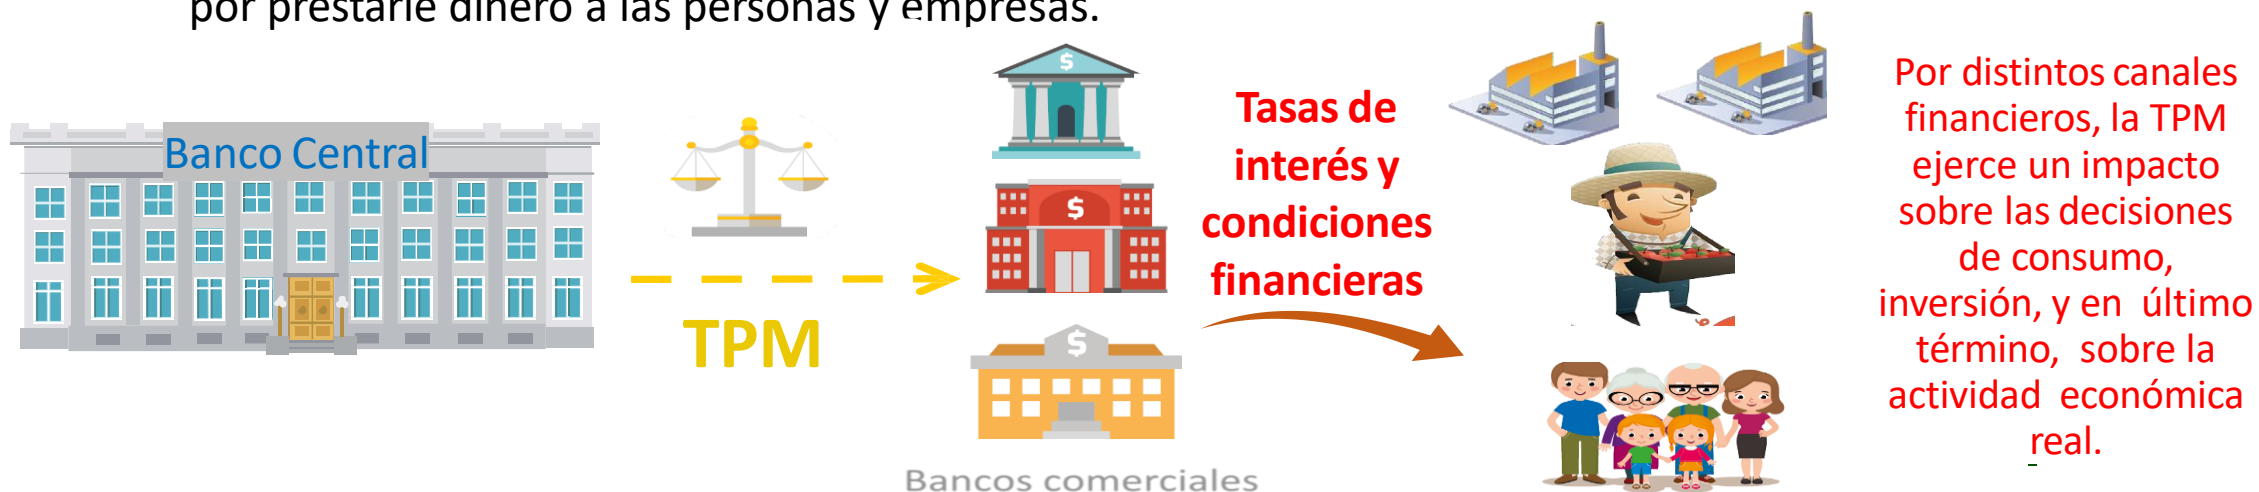 por prestarle dinero a las personas y empresas.
Banco Central
TPM
$
$
$
Bancos comerciales
Tasas de
interés y
condiciones
financieras
Por distintos canales
financieros, la TPM
ejerce un impacto
sobre las decisiones
de consumo,
inversión, y en último
término, sobre la
actividad económica
real.